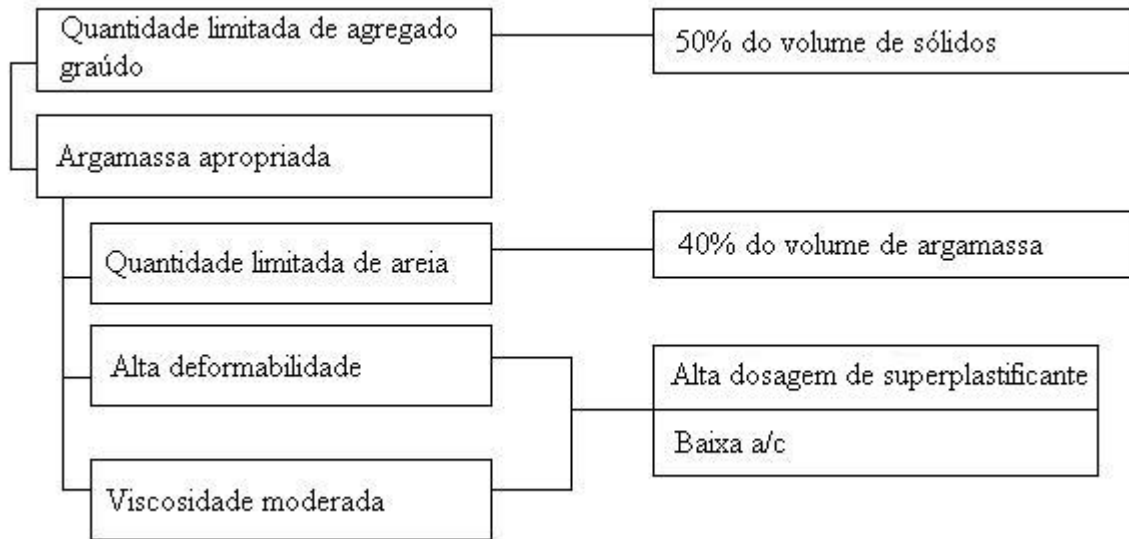 Quantidade limitada de agregado
graúdo
50% do volume de sólidos
Argamassa apropriada
Quantidade limitada de areia
40% do volume de argamassa
Alta deformabilidade
Alta dosagem de superplastificante
Baixa a/c
Viscosidade moderada